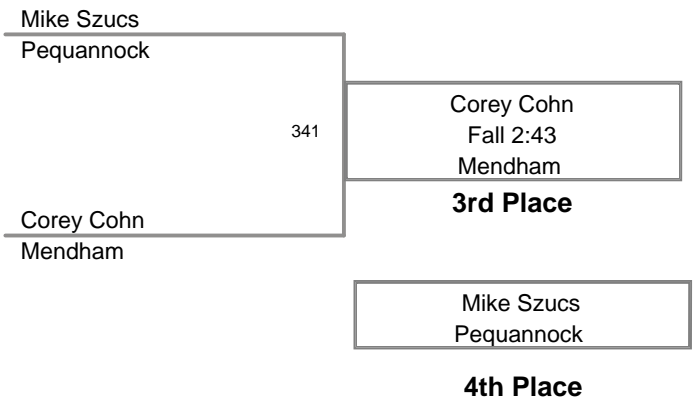 Mike Szucs
Pequannock
341
Corey Cohn
Fall 2:43
Mendham
3rd Place
Corey Cohn
Mendham
Mike Szucs
Pequannock
4th Place